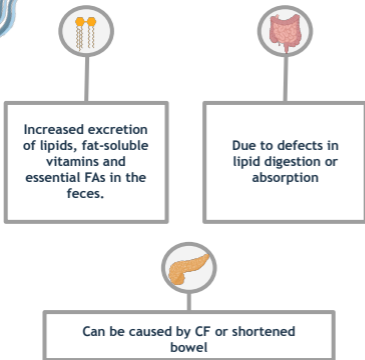 Increased excretion
of lipids, fat-soluble
vitamins and
essential FAs in the
feces.
Due to defects in
lipid digestion or
absorption
Can be caused by CF or shortened
bowel